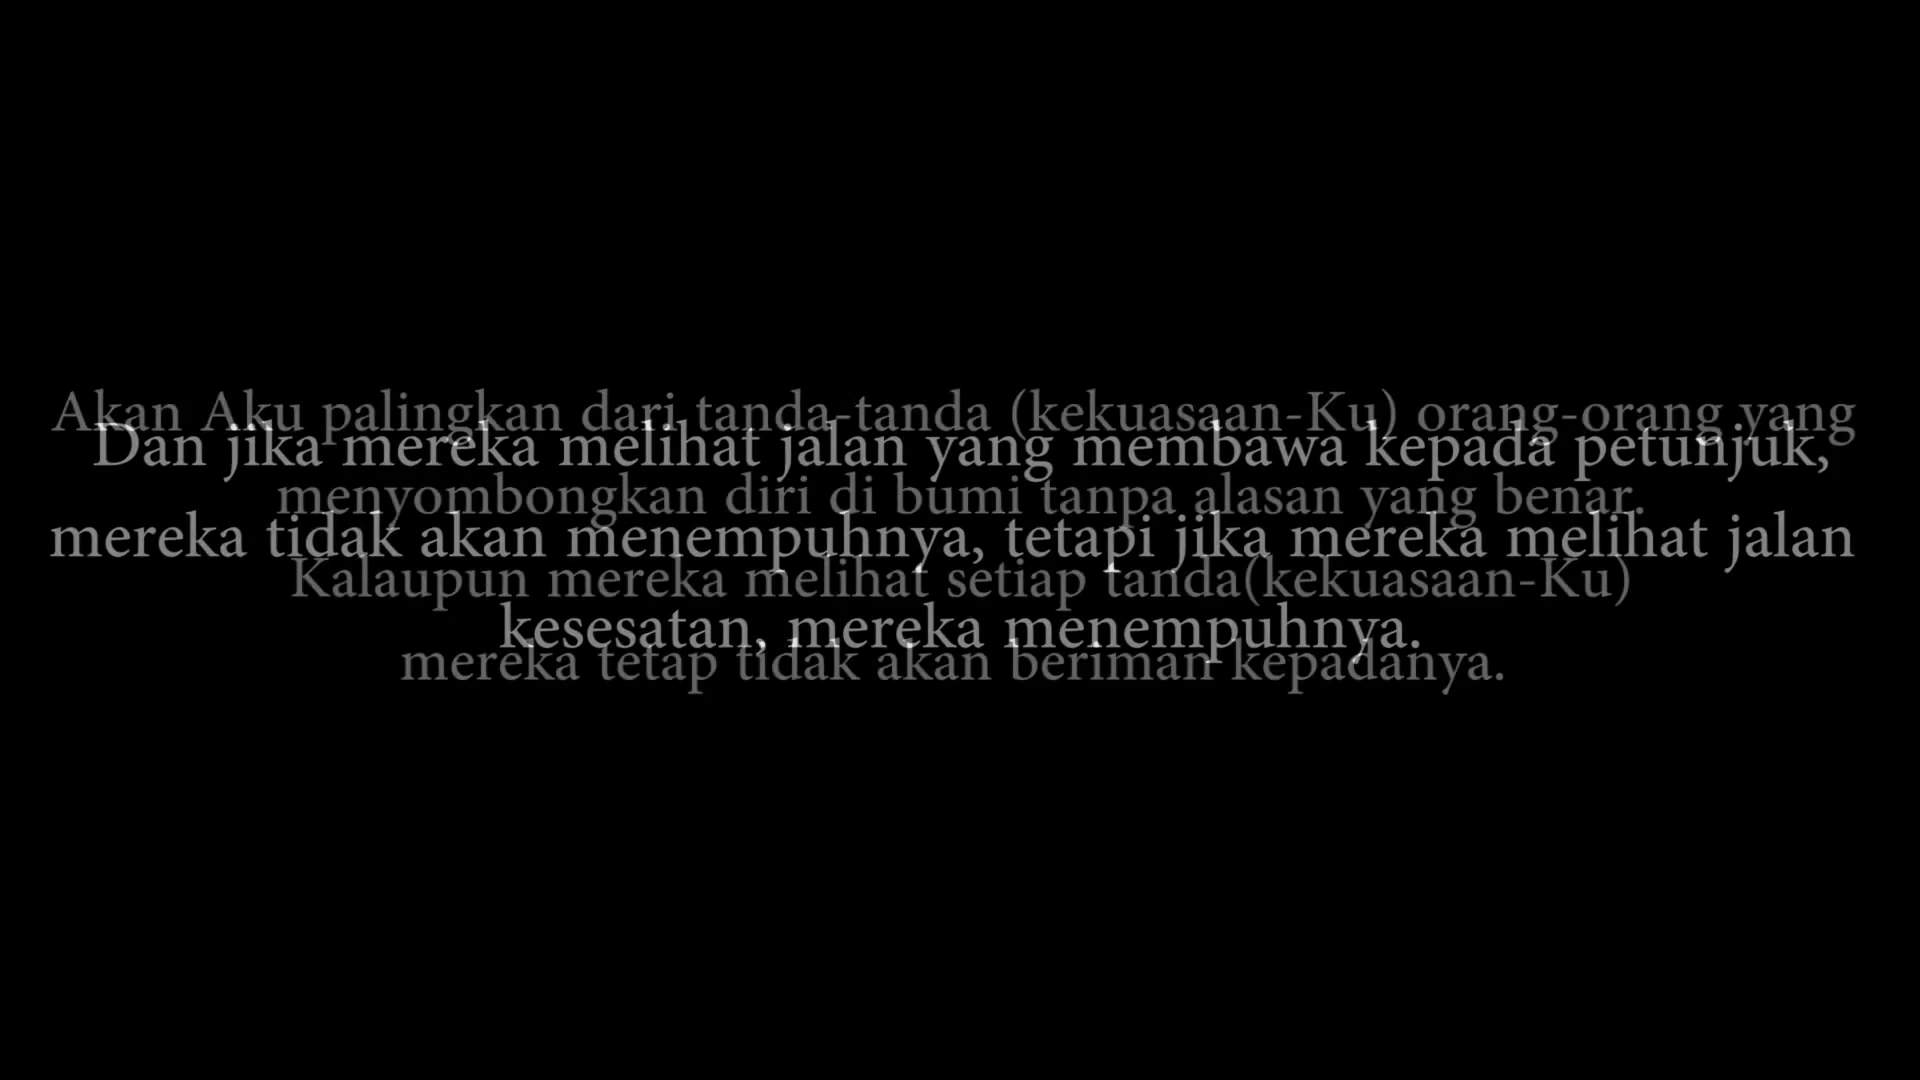 Akan Aku palingkan dari tanda-tanda (kekuasaan-Ku) orang-orang yang
menyombongkan diri di bumi tanpa alasan yang benar.
Kalaupun mereka melihat setiap tanda(kekuasaan-Ku)
mereka tetap tidak akan beriman kepadanya.
Dan jika mereka melihat jalan yang membawa kepada petunjuk,
mereka tidak akan menempuhnya, tetapi jika mereka melihat jalan
kesesatan, mereka menempuhnya.